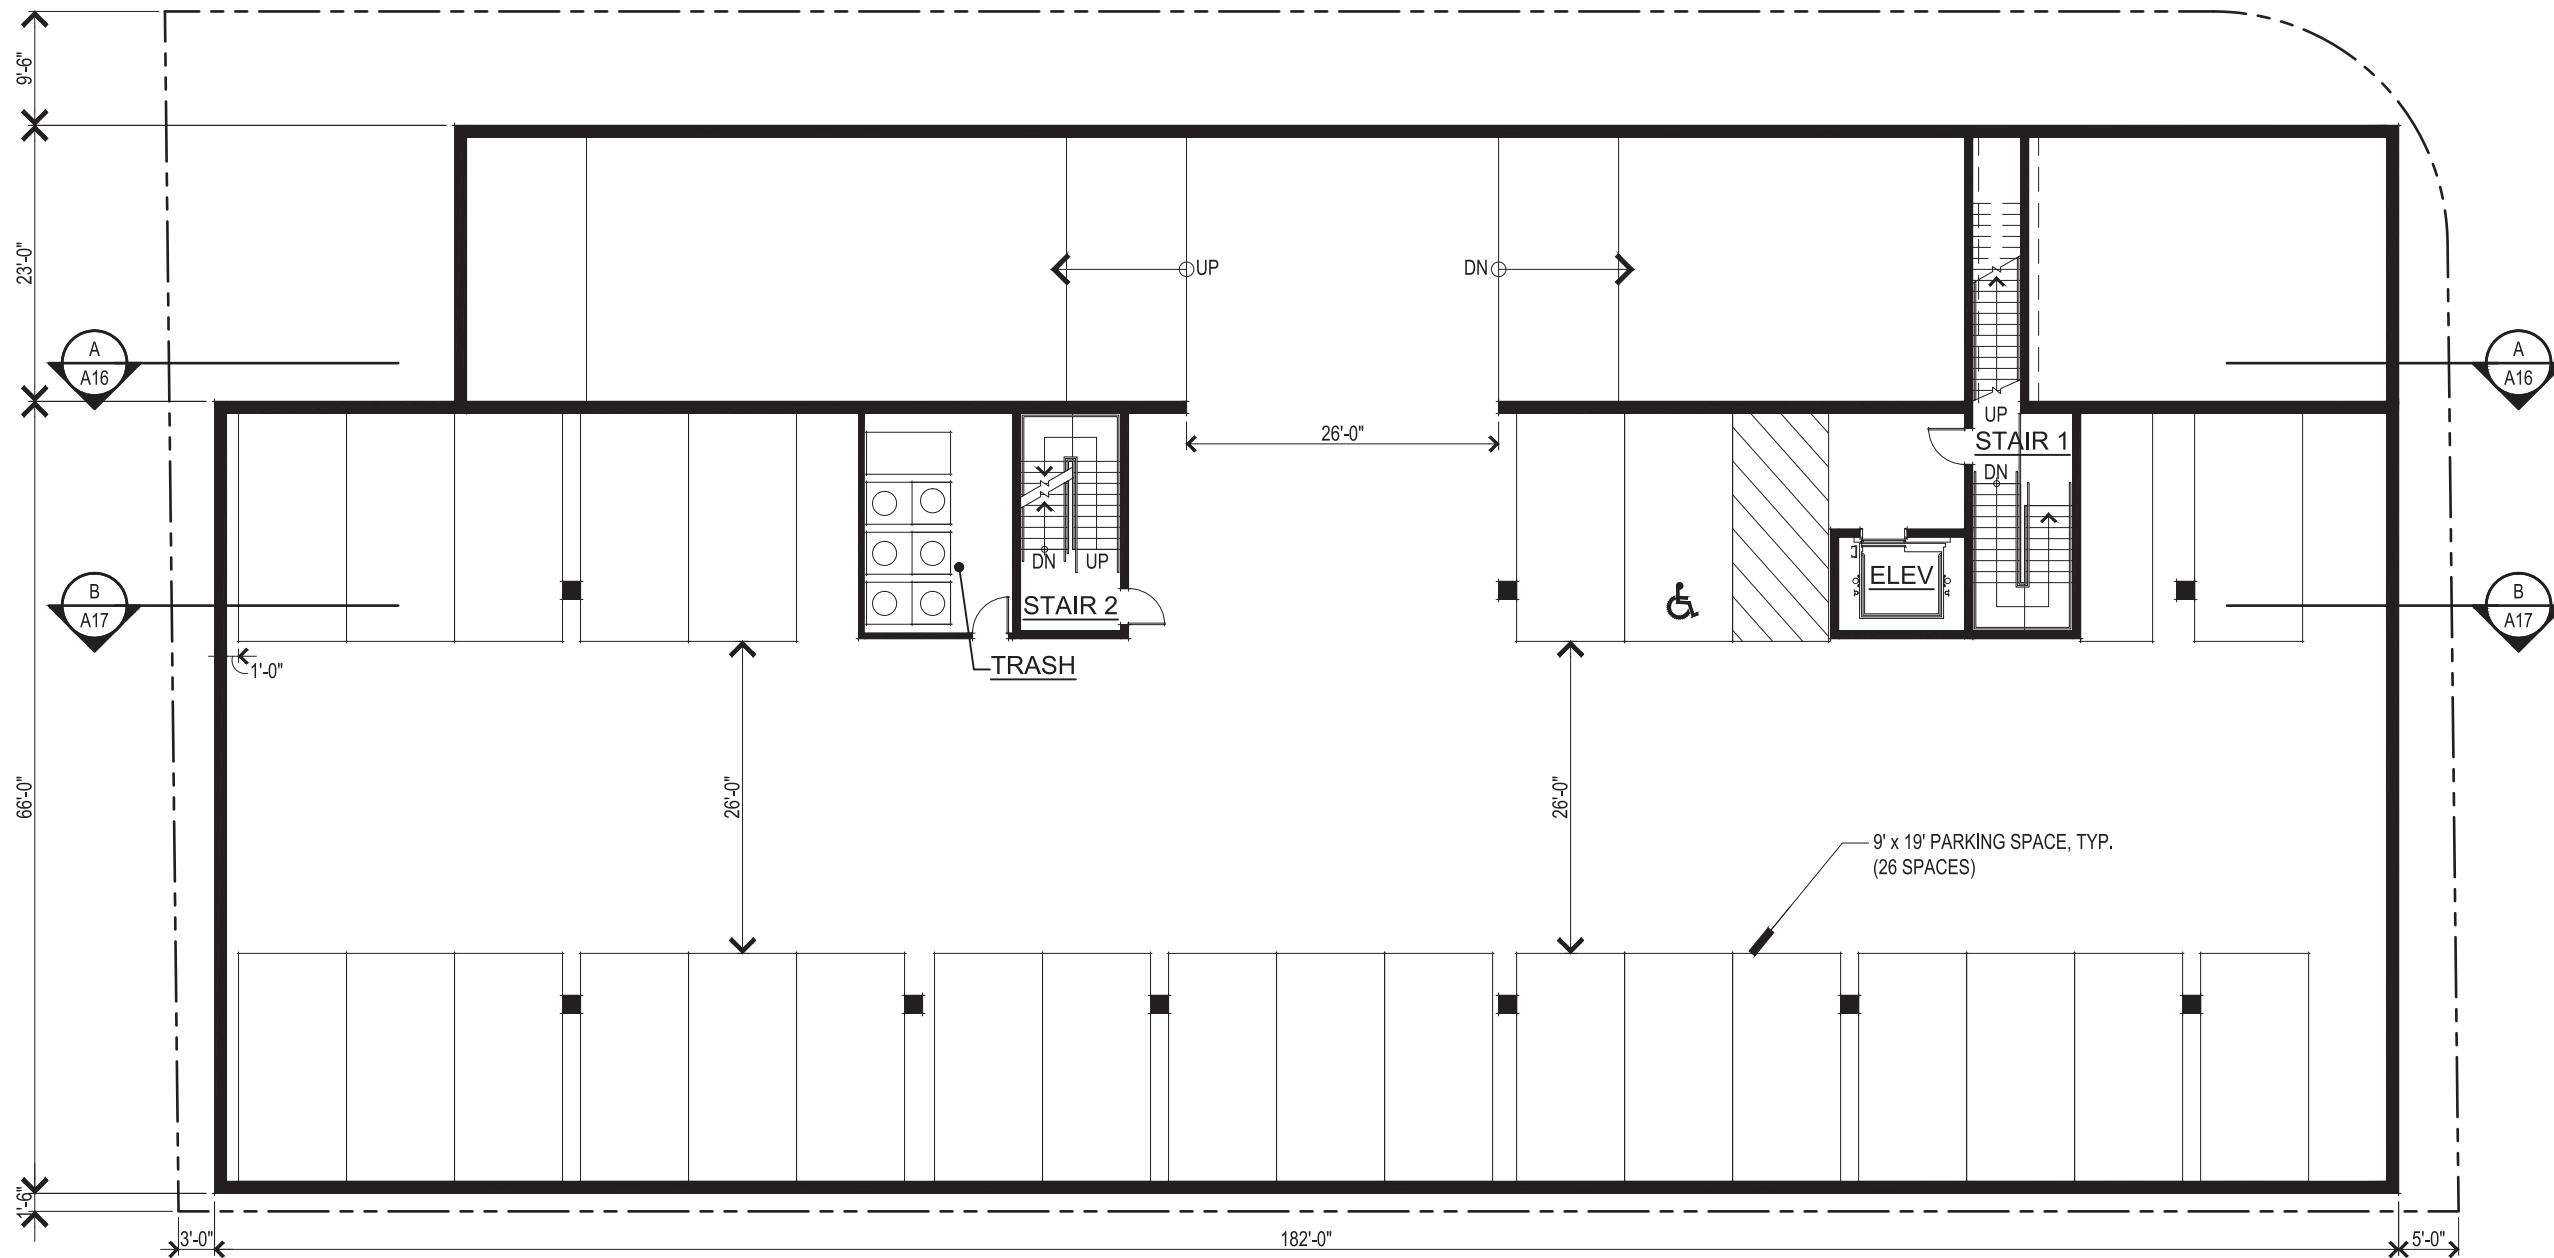 9'-6"
23'-0"
UP
DN
A
A16
A
A16
UP
26'-0"
STAIR 1
DN
DN
UP
ELEV
B
A17
STAIR 2
B
A17
1'-0"
TRASH
66'-0"
26'-0"
26'-0"
9' x 19' PARKING SPACE, TYP.
(26 SPACES)
1'-6"
3'-0"
182'-0"
5'-0"